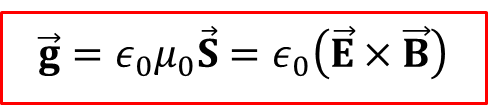 g⃗ = ϵ₀μ₀S⃗ = ϵ₀(E⃗ × B⃗)